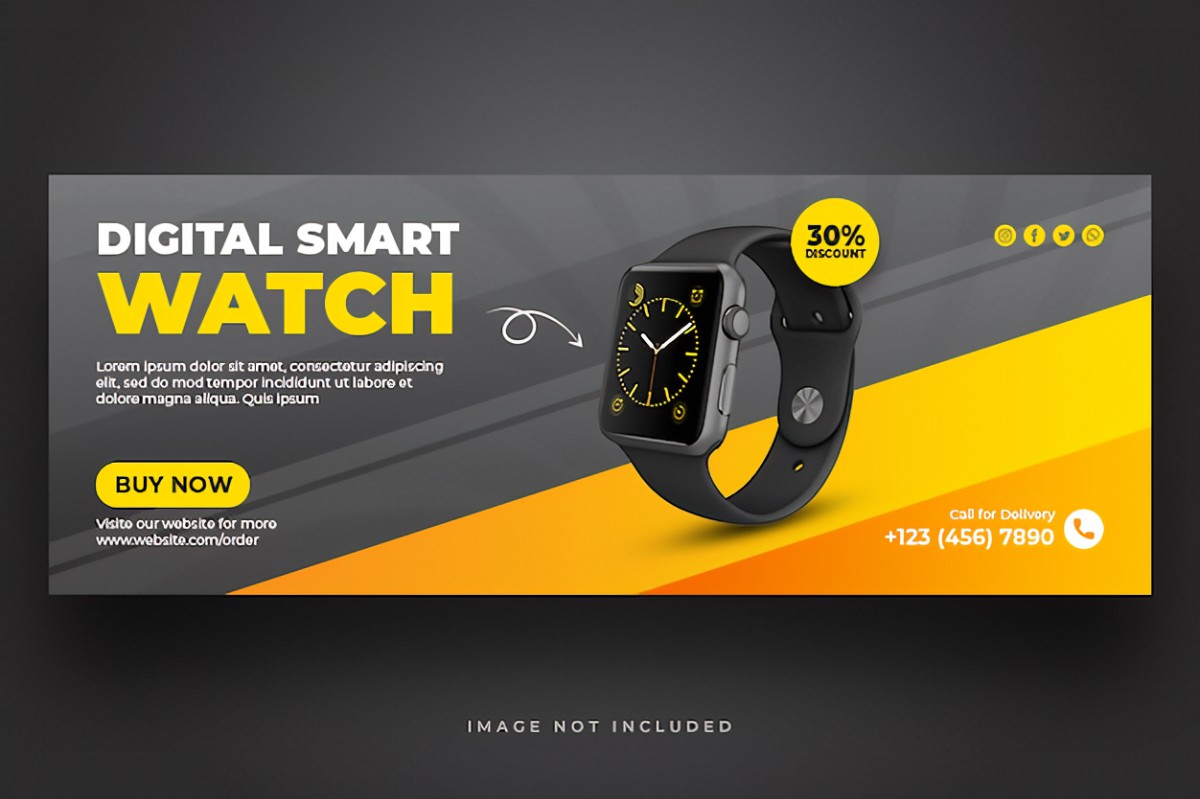 DIGITAL SMART
WATCH
Lorem ipsum dolor sit amet, consectetur adipiscing
elit, sed do mod tempor incididunt ut labore et
dolore magna aliqua. Quis ipsum
BUY NOW
Visite our website for more
www.website.com/order
30%
DISCOUNT
Call for Delivery
+123 (456) 7890
IMAGE NOT INCLUDED